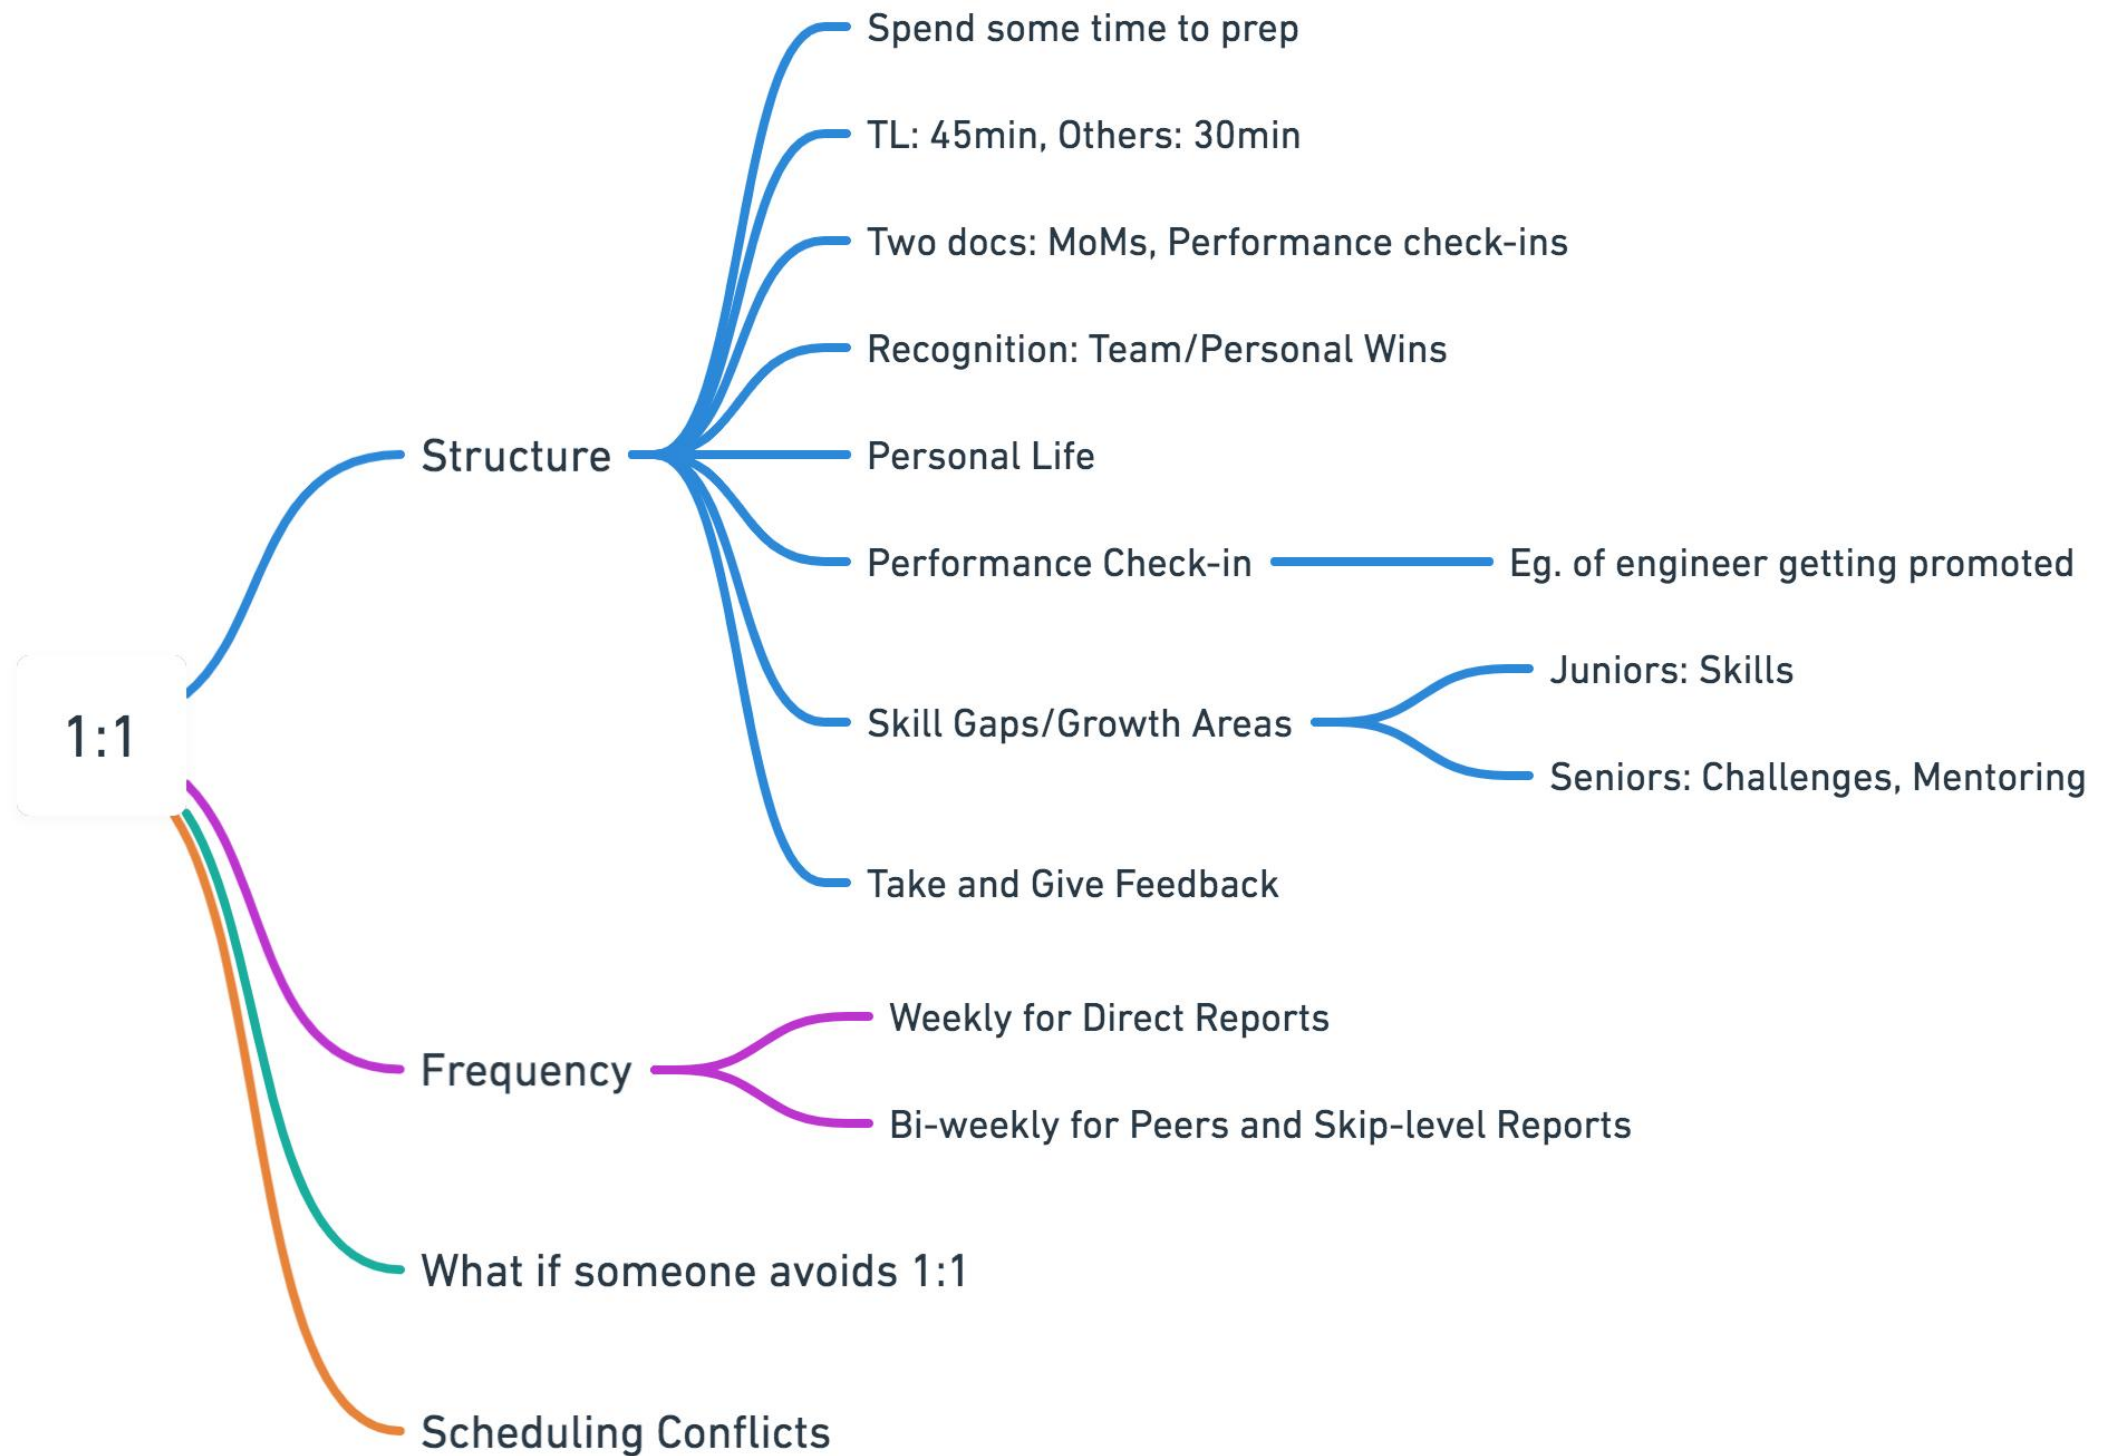 1:1
Structure
Spend some time to prep
TL: 45min, Others: 30min
Two docs: MoMs, Performance check-ins
Recognition: Team/Personal Wins
Personal Life
Performance Check-in
Eg. of engineer getting promoted
Skill Gaps/Growth Areas
Juniors: Skills
Seniors: Challenges, Mentoring
Take and Give Feedback
Frequency
Weekly for Direct Reports
Bi-weekly for Peers and Skip-level Reports
What if someone avoids 1:1
Scheduling Conflicts